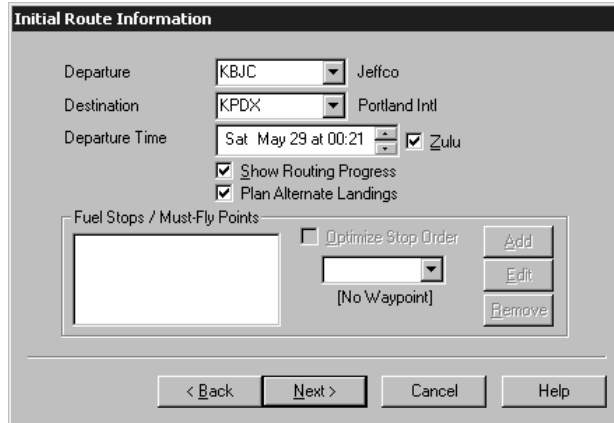 Initial Route Information
Departure KBJC Jeffco
Destination KPDX Portland Intl
Departure Time Sat May 29 at 00:21 Zulu
Show Routing Progress
Plan Alternate Landings
Fuel Stops / Must-Fly Points
Optimize Stop Order Add
Edit
[No Waypoint] Remove
< Back Next > Cancel Help